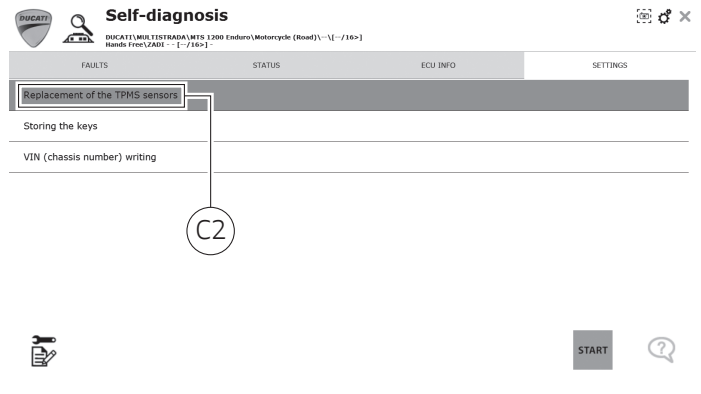 DUCATI
Self-diagnosis
DUCATI\MULTISTRADA\MTS 1200 Enduro\Motorcycle (Road)\--\[--/16>]
Hands Free\ZADI - - [--/16>] -
FAULTS STATUS ECU INFO SETTINGS
Replacement of the TPMS sensors
Storing the keys
VIN (chassis number) writing
C2
START
?